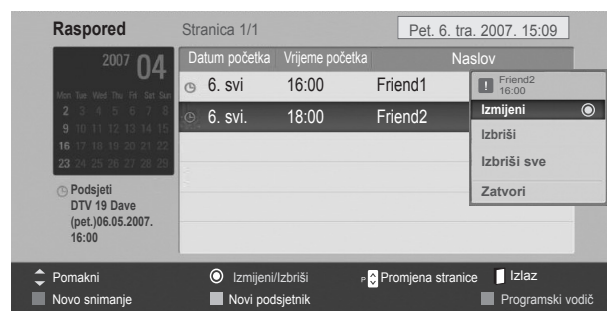 Raspored Stranica 1/1 Pet. 6. tra. 2007. 15:09
2007 04
Mon Tue Wed Thu Fri Sat Sun
2 3 4 5 6 7 8
9 10 11 12 13 14 15
16 17 18 19 20 21 22
23 24 25 26 27 28 29
Podsjeti
DTV 19 Dave
(pet.)06.05.2007.
16:00
Datum početka Vrijeme početka Naslov
6. svi 16:00 Friend1
6. svi. 18:00 Friend2
Friend2
16:00
Izmijeni
Izbriši
Izbriši sve
Zatvori
Pomakni Izmijeni/Izbriši P Promjena stranice Izlaz
Novo snimanje Novi podsjetnik Programski vodič